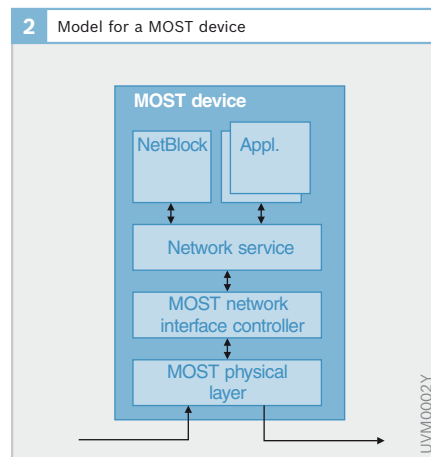 2 Model for a MOST device
MOST device
NetBlock
Appl.
Network service
MOST network
interface controller
MOST physical
layer
UVM0002Y